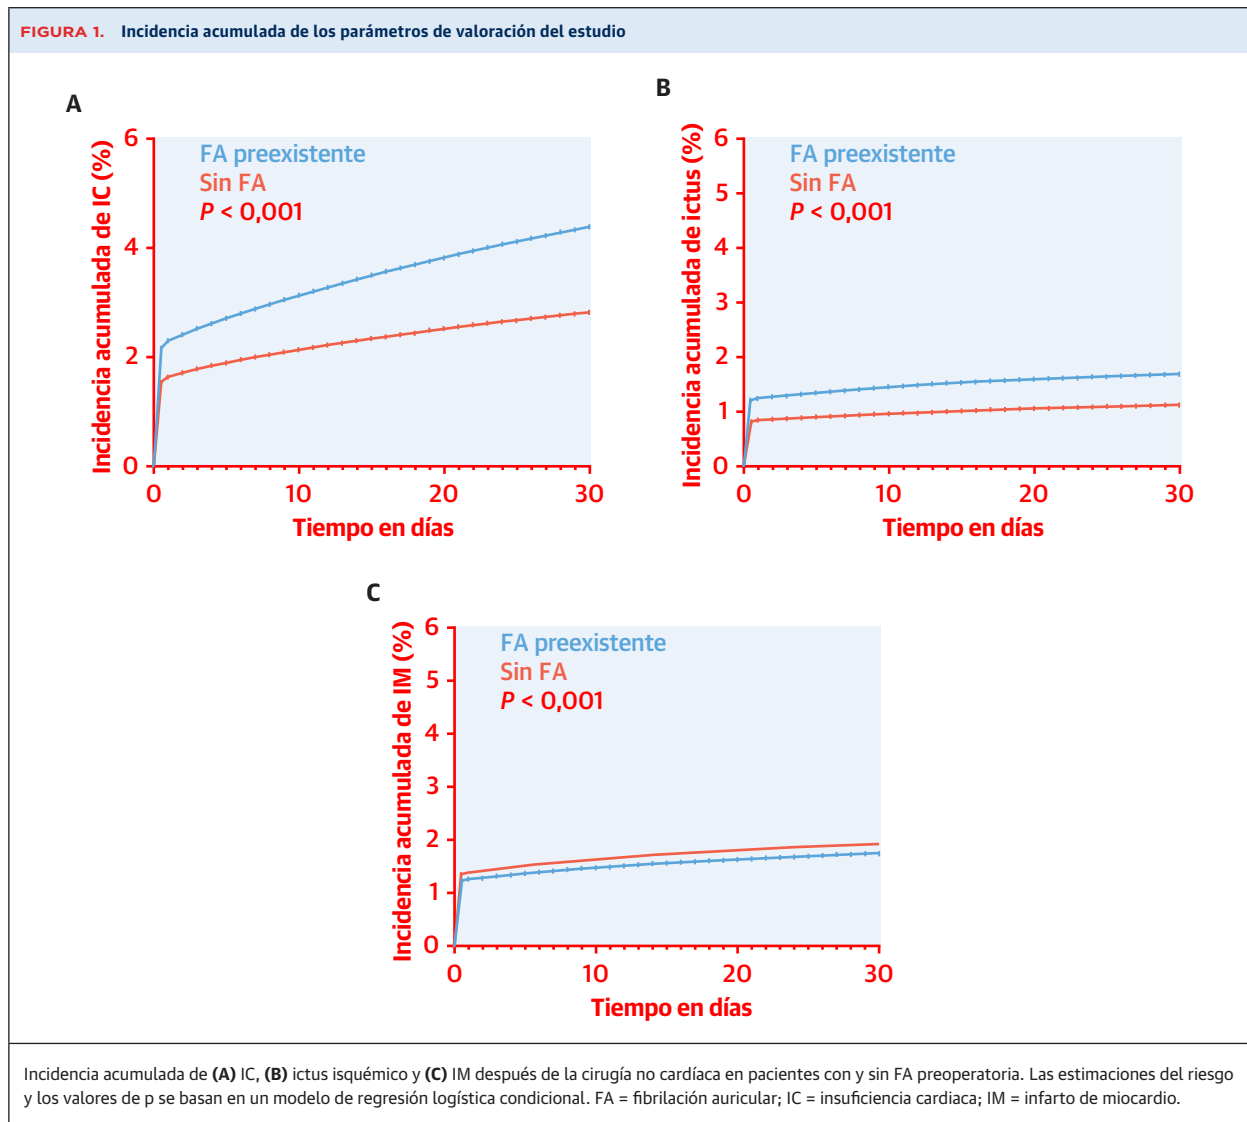 FIGURA 1. Incidencia acumulada de los parámetros de valoración del estudio
A
Incidencia acumulada de IC (%)
6
4
2
0
FA preexistente
Sin FA
P < 0,001
0 10 20 30
Tiempo en días
B
Incidencia acumulada de ictus (%)
6
5
4
3
2
1
0
FA preexistente
Sin FA
P < 0,001
0 10 20 30
Tiempo en días
C
Incidencia acumulada de IM (%)
6
5
4
3
2
1
0
FA preexistente
Sin FA
P < 0,001
0 10 20 30
Tiempo en días
Incidencia acumulada de (A) IC, (B) ictus isquémico y (C) IM después de la cirugía no cardíaca en pacientes con y sin FA preoperatoria. Las estimaciones del riesgo
y los valores de p se basan en un modelo de regresión logística condicional. FA = fibrilación auricular; IC = insuficiencia cardiaca; IM = infarto de miocardio.